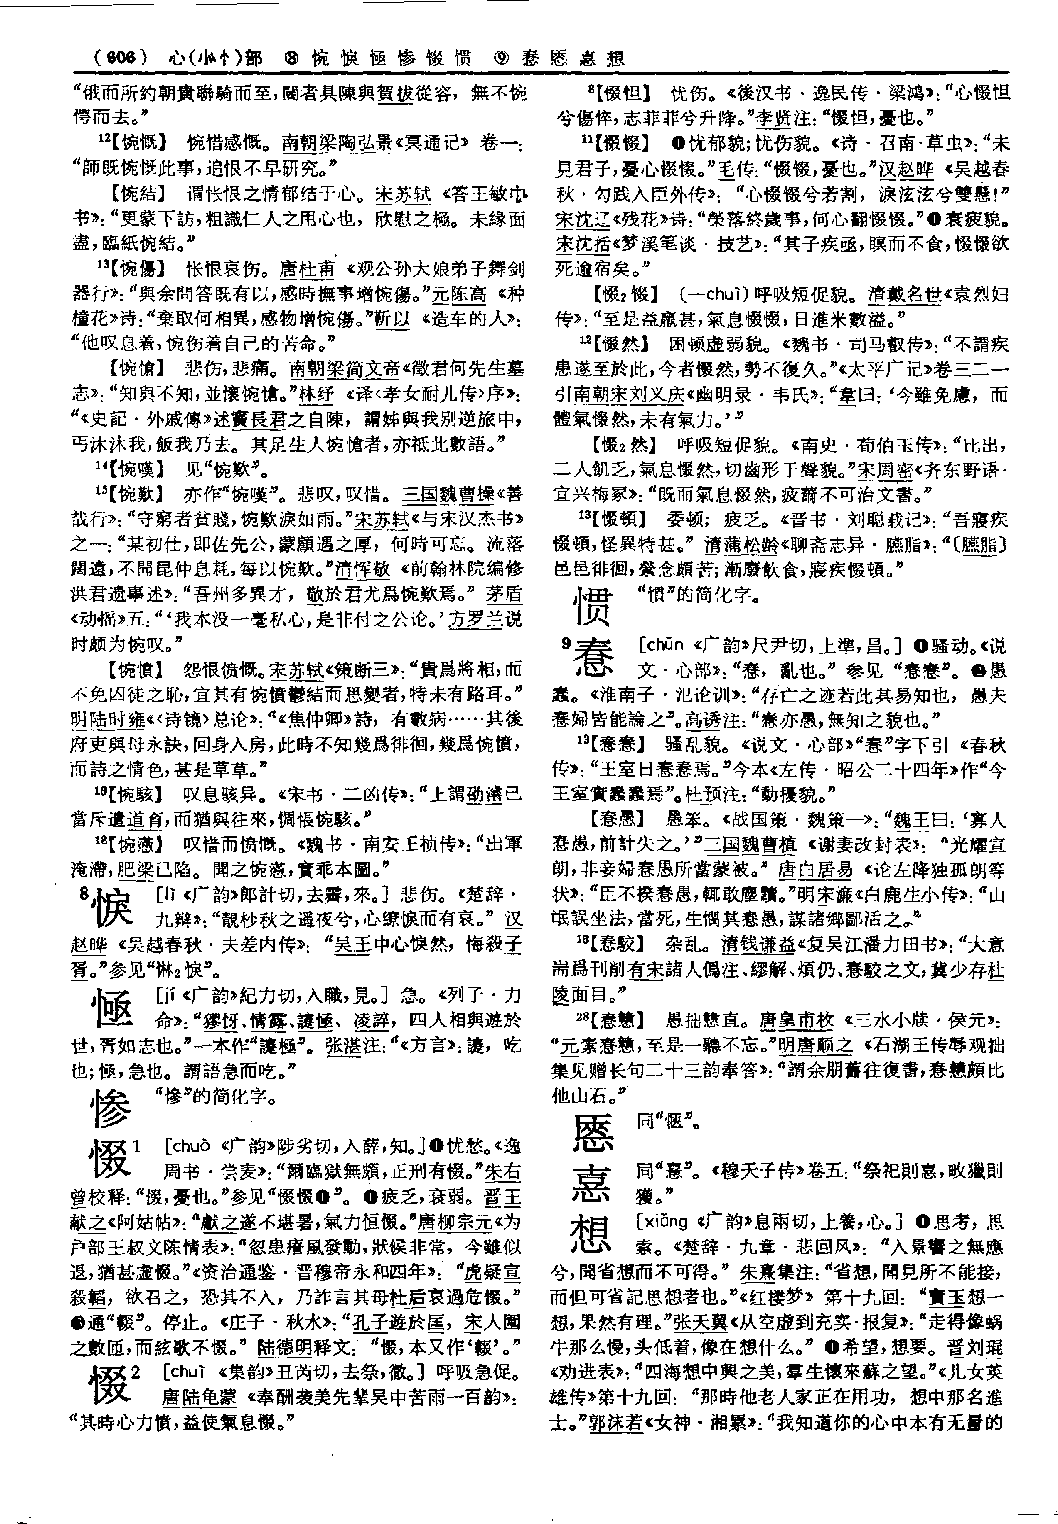 （606） 心(小忄)部 ⑧ 惋 悷 㥛 惨 惙 惯 ⑨ 惷 㥦 惪 想
“俄而所約朝貴聯騎而至，閽者具陳與賀拔從容，無不惋
愕而去。”
12【惋慨】 惋惜感慨。南朝梁陶弘景《冥通记》卷一：
“師既惋慨此事，追恨不早研究。”
【惋結】 谓怅恨之情郁结于心。宋苏轼《答王敏中
书》：“更蒙下訪，粗識仁人之用心也，欣慰之極。未緣面
盡，臨紙惋結。”
13【惋傷】 怅恨哀伤。唐杜甫《观公孙大娘弟子舞剑
器行》：“與余問答既有以，感時撫事增惋傷。”元陈高《种
橦花》诗：“棄取何相異，感物增惋傷。”靳以《造车的人》：
“他叹息着，惋伤着自己的苦命。”
【惋愴】 悲伤，悲痛。南朝梁简文帝《徵君何先生墓
志》：“知與不知，並懷惋愴。”林纾《译〈孝女耐儿传〉序》：
“《史記·外戚傳》述竇長君之自陳，謂姊與我别逆旅中，
丐沐沐我，飯我乃去。其足生人惋愴者，亦祗此數語。”
14【惋嘆】 见“惋歎”。
15【惋歎】 亦作“惋嘆”。悲叹，叹惜。三国魏曹操《善
哉行》：“守窮者貧賤，惋歎淚如雨。”宋苏轼《与宋汉杰书》
之一：“某初仕，即佐先公，蒙顧遇之厚，何時可忘。流落
闊遠，不聞昆仲息耗，每以惋歎。”清恽敬《前翰林院编修
洪君遗事述》：“吾州多異才，敬於君尤爲惋歎焉。”茅盾
《动摇》五：“‘我本没一毫私心，是非付之公论。’方罗兰说
时颇为惋叹。”
【惋憤】 怨恨愤慨。宋苏轼《策断三》：“貴爲將相，而
不免囚徒之恥，宜其有惋憤鬱結而思變者，特未有路耳。”
明陆时雍《〈诗镜〉总论》：“《焦仲卿》詩，有數病……其後
府吏與母永訣，回身入房，此時不知幾爲徘徊，幾爲惋憤，
而詩之情色，甚是草草。”
16【惋駭】 叹息骇异。《宋书·二凶传》：“上謂劭濬已
當斥遣道育，而猶與往來，惆悵惋駭。”
18【惋懣】 叹惜而愤慨。《魏书·南安王桢传》：“出軍
淹滯，肥梁已陷。聞之惋懣，實乖本圖。”
8悷 [lì《广韵》郎計切，去霽，來。] 悲伤。《楚辞·
九辩》：“靚杪秋之遥夜兮，心繚悷而有哀。”汉
赵晔《吴越春秋·夫差内传》：“吴王中心悷然，悔殺子
胥。”参见“惏2悷”。
㥛 [jí《广韵》紀力切，入職，見。] 急。《列子·力
命》：“㺒㤉、情露、𧪣㥛、凌誶，四人相與遊於
世，胥如志也。”一本作“𧪣極”。张湛注：“《方言》：𧪣，吃
也；㥛，急也。謂語急而吃。”
惨 “慘”的简化字。
惙1 [chuò《广韵》陟劣切，入薛，知。]❶忧愁。《逸
周书·尝麦》：“爾臨獄無頗，正刑有惙。”朱右
曾校释：“惙，憂也。”参见“惙惙❶”。❷疲乏，衰弱。晋王
献之《阿姑帖》：“獻之遂不堪暑，氣力恒惙。”唐柳宗元《为
户部王叔文陈情表》：“忽患瘖風發動，狀候非常，今雖似
退，猶甚虚惙。”《资治通鉴·晋穆帝永和四年》：“虎疑宣
殺韜，欲召之，恐其不入，乃詐言其母杜后哀過危惙。”
❸通“輟”。停止。《庄子·秋水》：“孔子遊於匡，宋人圍
之數匝，而絃歌不惙。”陆德明释文：“惙，本又作‘輟’。”
惙2 [chuì《集韵》丑芮切，去祭，徹。] 呼吸急促。
唐陆龟蒙《奉酬袭美先辈吴中苦雨一百韵》：
“其時心力憤，益使氣息惙。”
8【惙怛】 忧伤。《後汉书·逸民传·梁鸿》：“心惙怛
兮傷悴，志菲菲兮升降。”李贤注：“惙怛，憂也。”
11【惙惙】 ❶忧郁貌；忧伤貌。《诗·召南·草虫》：“未
見君子，憂心惙惙。”毛传：“惙惙，憂也。”汉赵晔《吴越春
秋·勾践入臣外传》：“心惙惙兮若割，淚泫泫兮雙懸！”
宋沈辽《残花》诗：“榮落終歲事，何心翻惙惙。”❷衰疲貌。
宋沈括《梦溪笔谈·技艺》：“其子疾亟，瞑而不食，惙惙欲
死逾宿矣。”
【惙2惙】 (—chuì) 呼吸短促貌。清戴名世《袁烈妇
传》：“至是益羸甚，氣息惙惙，日進米數溢。”
12【惙然】 困顿虚弱貌。《魏书·司马叡传》：“不謂疾
患遂至於此，今者惙然，勢不復久。”《太平广记》卷三二一
引南朝宋刘义庆《幽明录·韦氏》：“韋曰：‘今雖免慮，而
體氣惙然，未有氣力。’”
【惙2然】 呼吸短促貌。《南史·荀伯玉传》：“比出，
二人飢乏，氣息惙然，切齒形于聲貌。”宋周密《齐东野语·
宜兴梅冢》：“既而氣息惙然，疲薾不可治文書。”
13【惙頓】 委顿；疲乏。《晋书·刘聪载记》：“吾寢疾
惙頓，怪異特甚。”清蒲松龄《聊斋志异·胭脂》：“〔胭脂〕
邑邑徘徊，縈念頗苦；漸廢飲食，寢疾惙頓。”
惯 “慣”的简化字。
9惷 [chǔn《广韵》尺尹切，上準，昌。]❶骚动。《说
文·心部》：“惷，亂也。”参见“惷惷”。❷愚
蠢。《淮南子·氾论训》：“存亡之迹若此其易知也，愚夫
惷婦皆能論之”。高诱注：“惷亦愚，無知之貌也。”
13【惷惷】 骚乱貌。《说文·心部》“惷”字下引《春秋
传》：“王室日惷惷焉。”今本《左传·昭公二十四年》作“今
王室實蠢蠢焉”。杜预注：“動擾貌。”
【惷愚】 愚笨。《战国策·魏策一》：“魏王曰：‘寡人
惷愚，前計失之。’”三国魏曹植《谢妻改封表》：“光燿宣
朗，非妾婦惷愚所當蒙被。”唐白居易《论左降独孤朗等
状》：“臣不揆惷愚，輒敢塵黷。”明宋濂《白鹿生小传》：“山
氓誤坐法，當死，生憫其惷愚，謀諸鄉鄙活之。”
16【惷駮】 杂乱。清钱谦益《复吴江潘力田书》：“大意
耑爲刊削有宋諸人僞注、繆解、煩仍、惷駮之文，冀少存杜
陵面目。”
28【惷戇】 愚拙戆直。唐皇甫枚《三水小牍·侯元》：
“元素惷戇，至是一聽不忘。”明唐顺之《石湖王传辱观拙
集见赠长句二十三韵奉答》：“謂余朋舊往復書，惷戇頗比
他山石。”
㥦 同“愜”。
惪 同“憙”。《穆天子传》卷五：“祭祀則惪，畋獵則
獲。”
想 [xiǎng《广韵》息兩切，上養，心。] ❶思考，思
索。《楚辞·九章·悲回风》：“入景響之無應
兮，聞省想而不可得。”朱熹集注：“省想，聞見所不能接，
而但可省記思想者也。”《红楼梦》第十九回：“寶玉想一
想，果然有理。”张天翼《从空虚到充实·报复》：“走得像蜗
牛那么慢，头低着，像在想什么。”❷希望，想要。晋刘琨
《劝进表》：“四海想中興之美，羣生懷來蘇之望。”《儿女英
雄传》第十九回：“那時他老人家正在用功，想中那名進
士。”郭沫若《女神·湘累》：“我知道你的心中本有无量的